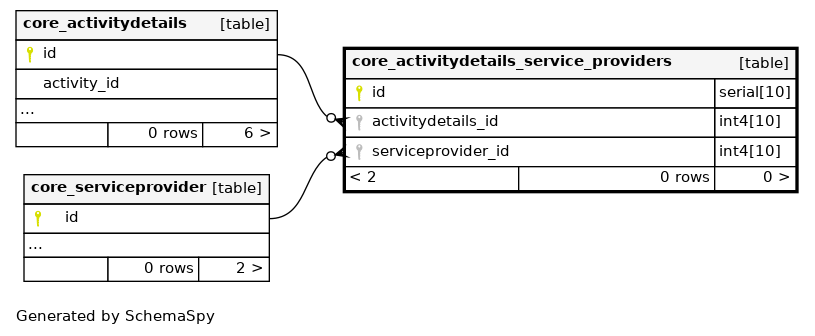 core_activitydetails [table]
id
activity_id
...
0 rows 6 >
core_activitydetails_service_providers [table]
id serial[10]
activitydetails_id int4[10]
serviceprovider_id int4[10]
< 2 0 rows 0 >
core_serviceprovider [table]
id
...
0 rows 2 >
Generated by SchemaSpy